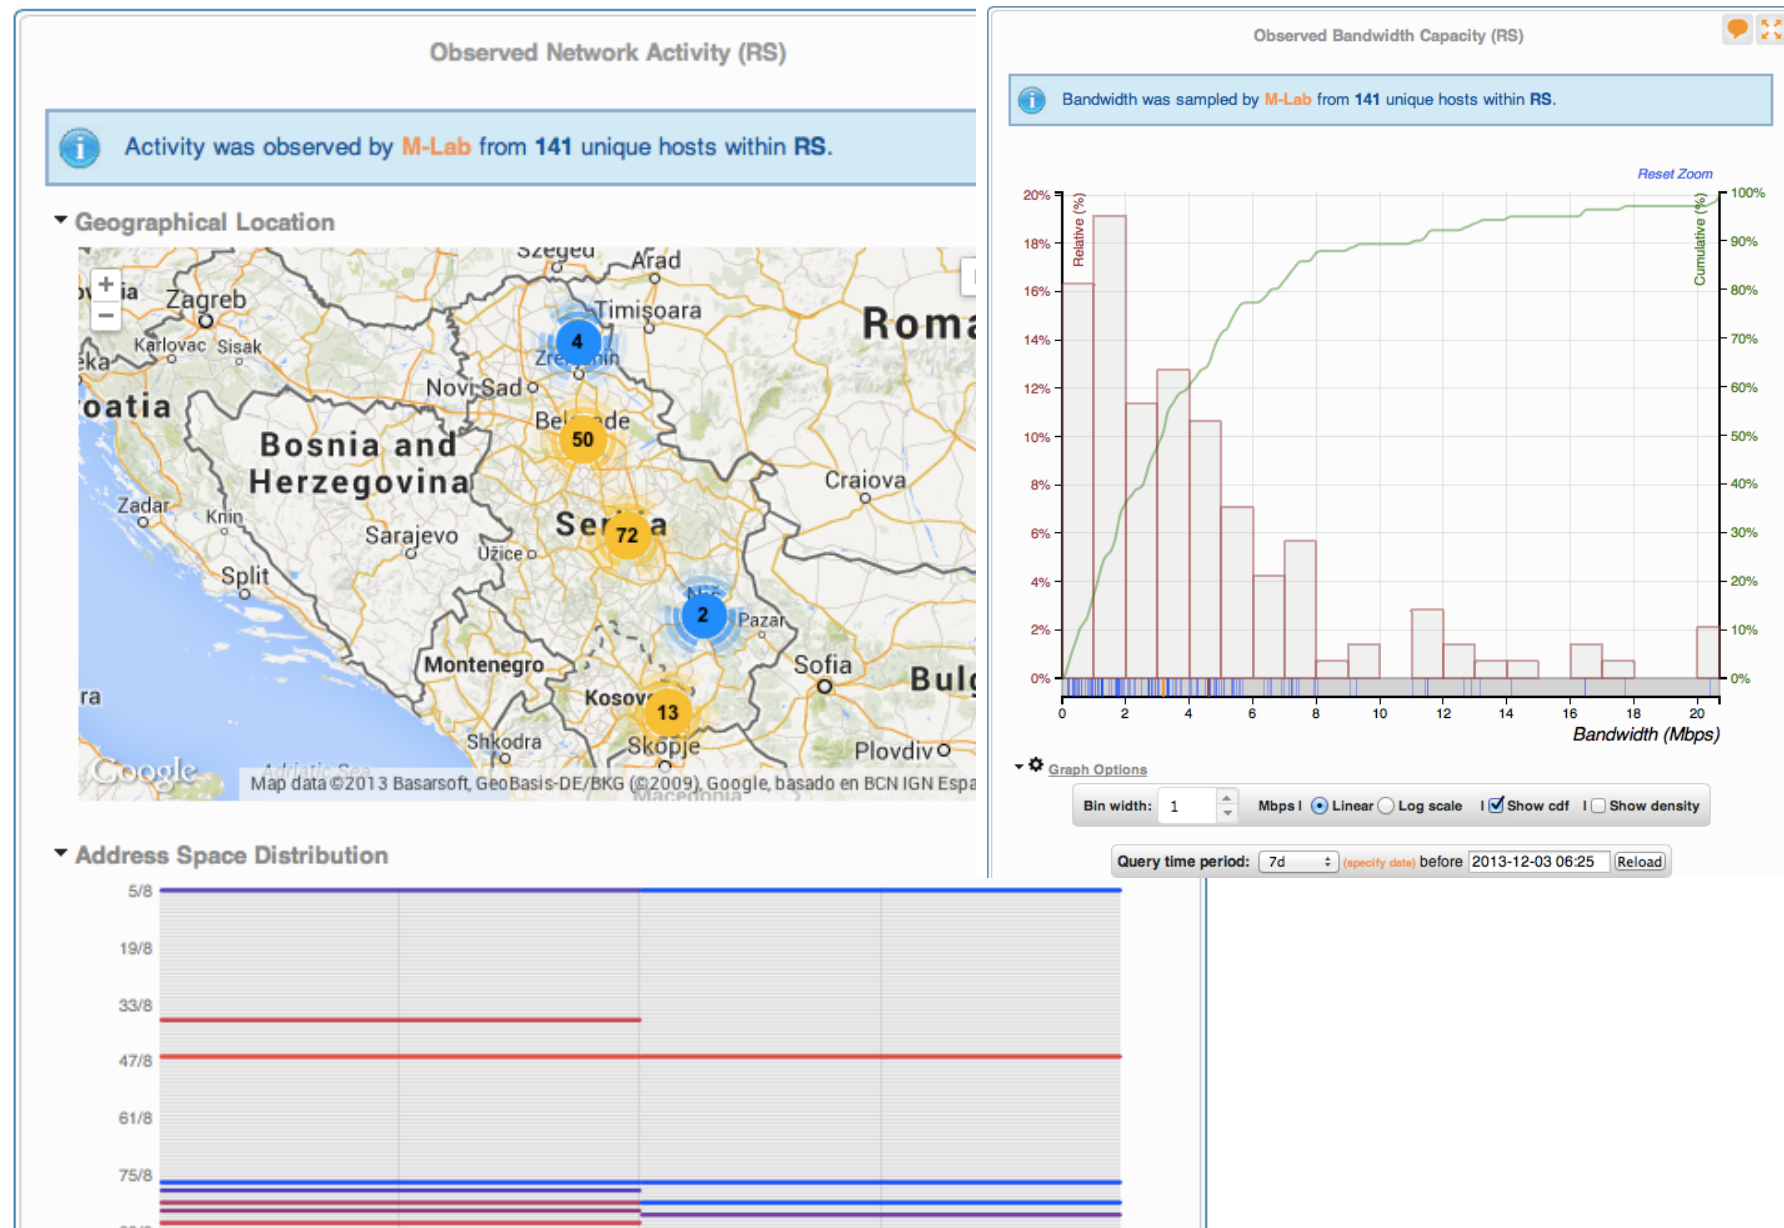 Observed Network Activity (RS)
Activity was observed by M-Lab from 141 unique hosts within RS.
Geographical Location
+
−
Zagreb
Karlovac
Sisak
Szeged
Arad
Timișoara
4
Novi Sad
50
Bosnia and
Herzegovina
Zadar
Knin
Sarajevo
Užice
72
Craiova
Split
2
Pazar
Montenegro
Sofia
13
Shkodra
Skopje
Plovdiv
Google
Adriatic Sea
Macedonia
Map data ©2013 Basarsoft, GeoBasis-DE/BKG (©2009), Google, basado en BCN IGN Espa
Address Space Distribution
5/8
19/8
33/8
47/8
61/8
75/8
Observed Bandwidth Capacity (RS)
Bandwidth was sampled by M-Lab from 141 unique hosts within RS.
Reset Zoom
Relative (%)
20%
18%
16%
14%
12%
10%
8%
6%
4%
2%
0%
Cumulative (%)
100%
90%
80%
70%
60%
50%
40%
30%
20%
10%
0%
0 2 4 6 8 10 12 14 16 18 20
Bandwidth (Mbps)
Graph Options
Bin width: 1 Mbps | Linear Log scale | Show cdf | Show density
Query time period: 7d (specify date) before 2013-12-03 06:25 Reload